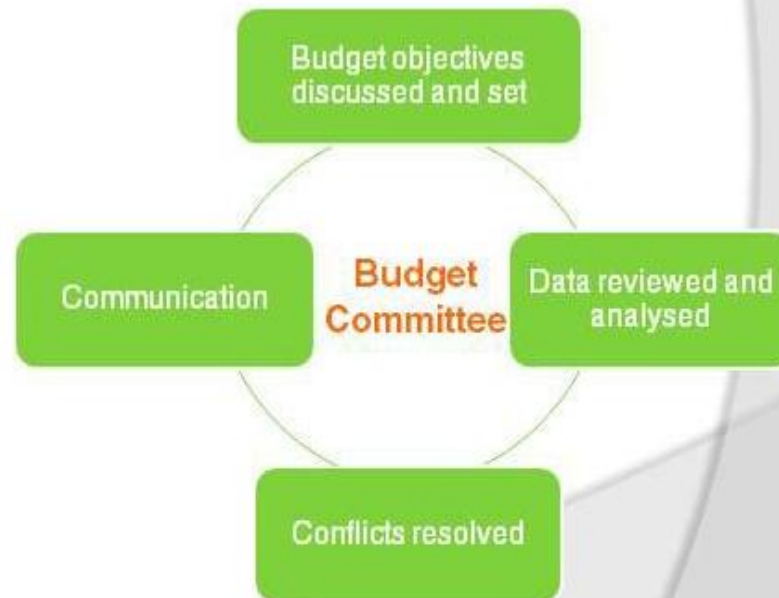 Budget objectives
discussed and set
Communication
Budget
Committee
Data reviewed and
analysed
Conflicts resolved